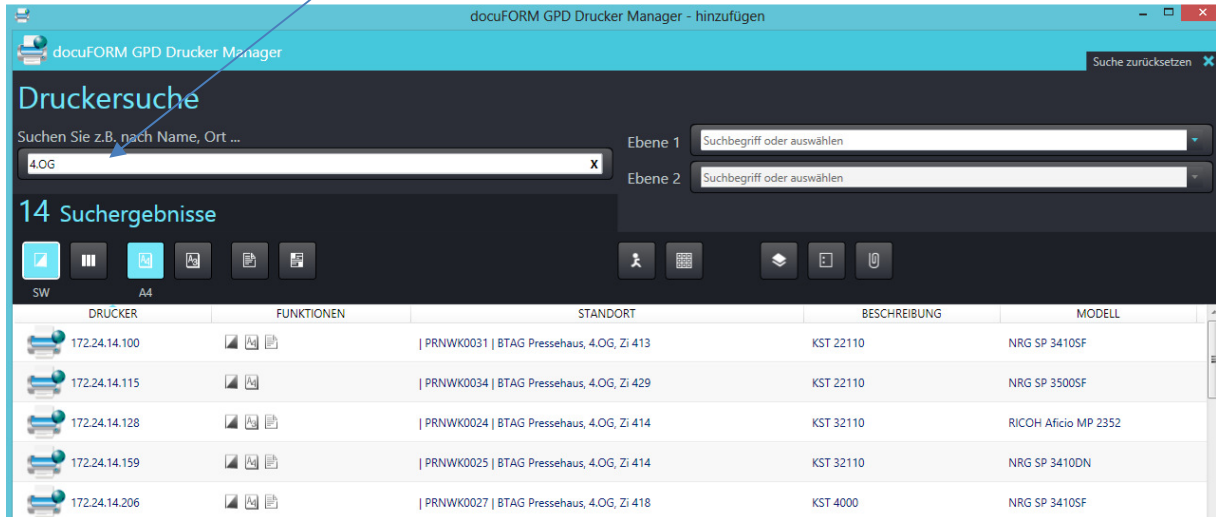 docuFORM GPD Drucker Manager - hinzufügen
docuFORM GPD Drucker Manager
Suche zurücksetzen
Druckersuche
Suchen Sie z.B. nach Name, Ort ...
4.OG x
Ebene 1 Suchbegriff oder auswählen
Ebene 2 Suchbegriff oder auswählen
14 Suchergebnisse
SW A4
DRUCKER FUNKTIONEN STANDORT BESCHREIBUNG MODELL
172.24.14.100 A4 | PRNWK0031 | BTAG Pressehaus, 4.OG, Zi 413 KST 22110 NRG SP 3410SF
172.24.14.115 A4 | PRNWK0034 | BTAG Pressehaus, 4.OG, Zi 429 KST 22110 NRG SP 3500SF
172.24.14.128 A3 | PRNWK0024 | BTAG Pressehaus, 4.OG, Zi 414 KST 32110 RICOH Aficio MP 2352
172.24.14.159 A4 | PRNWK0025 | BTAG Pressehaus, 4.OG, Zi 414 KST 32110 NRG SP 3410DN
172.24.14.206 A4 | PRNWK0027 | BTAG Pressehaus, 4.OG, Zi 418 KST 4000 NRG SP 3410SF